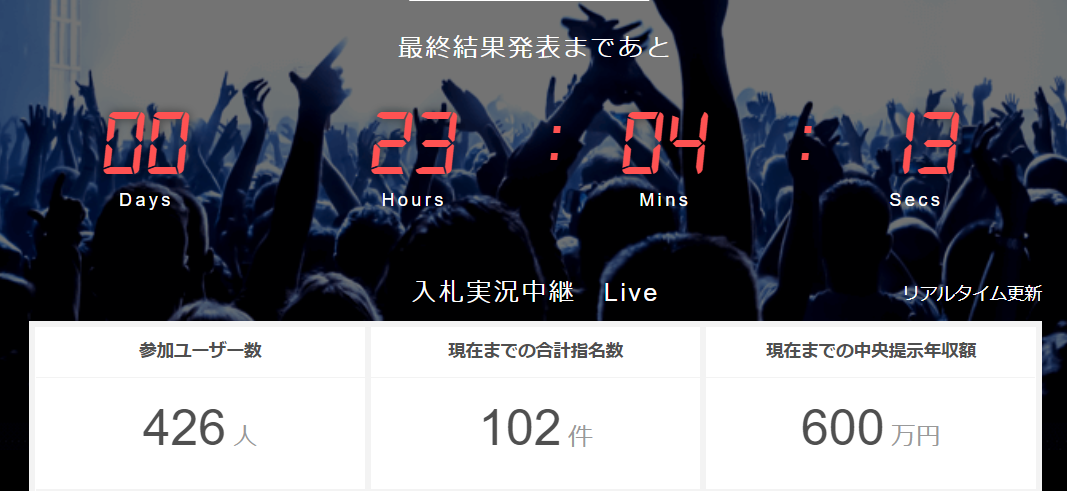 最終結果発表まであと
00 23 : 04 : 13
Days Hours Mins Secs
入札実況中継 Live
リアルタイム更新
参加ユーザー数 現在までの合計指名数 現在までの中央提示年収額
426 人 102 件 600 万円